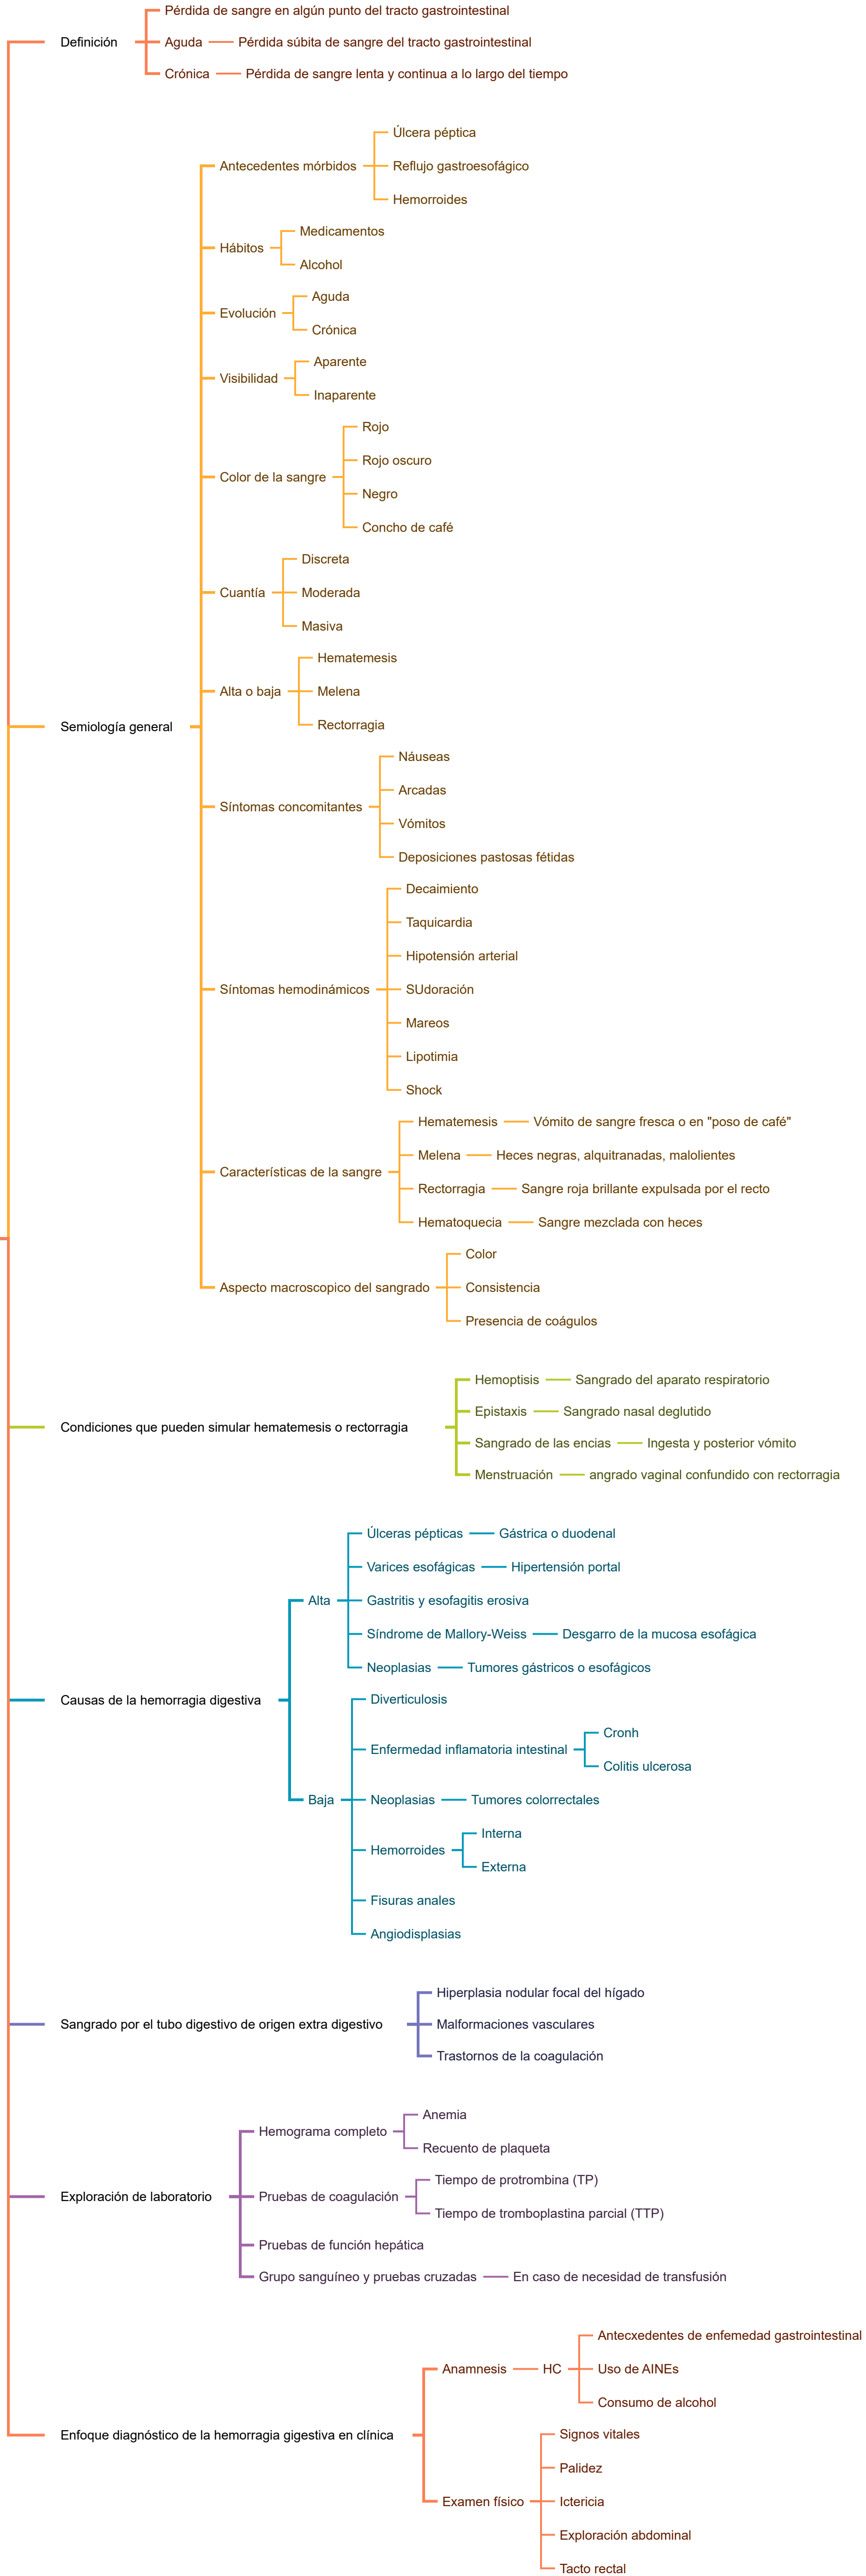 Definición
Pérdida de sangre en algún punto del tracto gastrointestinal
Aguda
Pérdida súbita de sangre del tracto gastrointestinal
Crónica
Pérdida de sangre lenta y continua a lo largo del tiempo
Semiología general
Antecedentes mórbidos
Úlcera péptica
Reflujo gastroesofágico
Hemorroides
Hábitos
Medicamentos
Alcohol
Evolución
Aguda
Crónica
Visibilidad
Aparente
Inaparente
Color de la sangre
Rojo
Rojo oscuro
Negro
Concho de café
Cuantía
Discreta
Moderada
Masiva
Alta o baja
Hematemesis
Melena
Rectorragia
Síntomas concomitantes
Náuseas
Arcadas
Vómitos
Deposiciones pastosas fétidas
Síntomas hemodinámicos
Decaimiento
Taquicardia
Hipotensión arterial
SUdoración
Mareos
Lipotimia
Shock
Características de la sangre
Hematemesis
Vómito de sangre fresca o en "poso de café"
Melena
Heces negras, alquitranadas, malolientes
Rectorragia
Sangre roja brillante expulsada por el recto
Hematoquecia
Sangre mezclada con heces
Aspecto macroscopico del sangrado
Color
Consistencia
Presencia de coágulos
Condiciones que pueden simular hematemesis o rectorragia
Hemoptisis
Sangrado del aparato respiratorio
Epistaxis
Sangrado nasal deglutido
Sangrado de las encias
Ingesta y posterior vómito
Menstruación
angrado vaginal confundido con rectorragia
Causas de la hemorragia digestiva
Alta
Úlceras pépticas
Gástrica o duodenal
Varices esofágicas
Hipertensión portal
Gastritis y esofagitis erosiva
Síndrome de Mallory-Weiss
Desgarro de la mucosa esofágica
Neoplasias
Tumores gástricos o esofágicos
Baja
Diverticulosis
Enfermedad inflamatoria intestinal
Cronh
Colitis ulcerosa
Neoplasias
Tumores colorrectales
Hemorroides
Interna
Externa
Fisuras anales
Angiodisplasias
Sangrado por el tubo digestivo de origen extra digestivo
Hiperplasia nodular focal del hígado
Malformaciones vasculares
Trastornos de la coagulación
Exploración de laboratorio
Hemograma completo
Anemia
Recuento de plaqueta
Pruebas de coagulación
Tiempo de protrombina (TP)
Tiempo de tromboplastina parcial (TTP)
Pruebas de función hepática
Grupo sanguíneo y pruebas cruzadas
En caso de necesidad de transfusión
Enfoque diagnóstico de la hemorragia gigestiva en clínica
Anamnesis
HC
Antecxedentes de enfemedad gastrointestinal
Uso de AINEs
Consumo de alcohol
Examen físico
Signos vitales
Palidez
Ictericia
Exploración abdominal
Tacto rectal